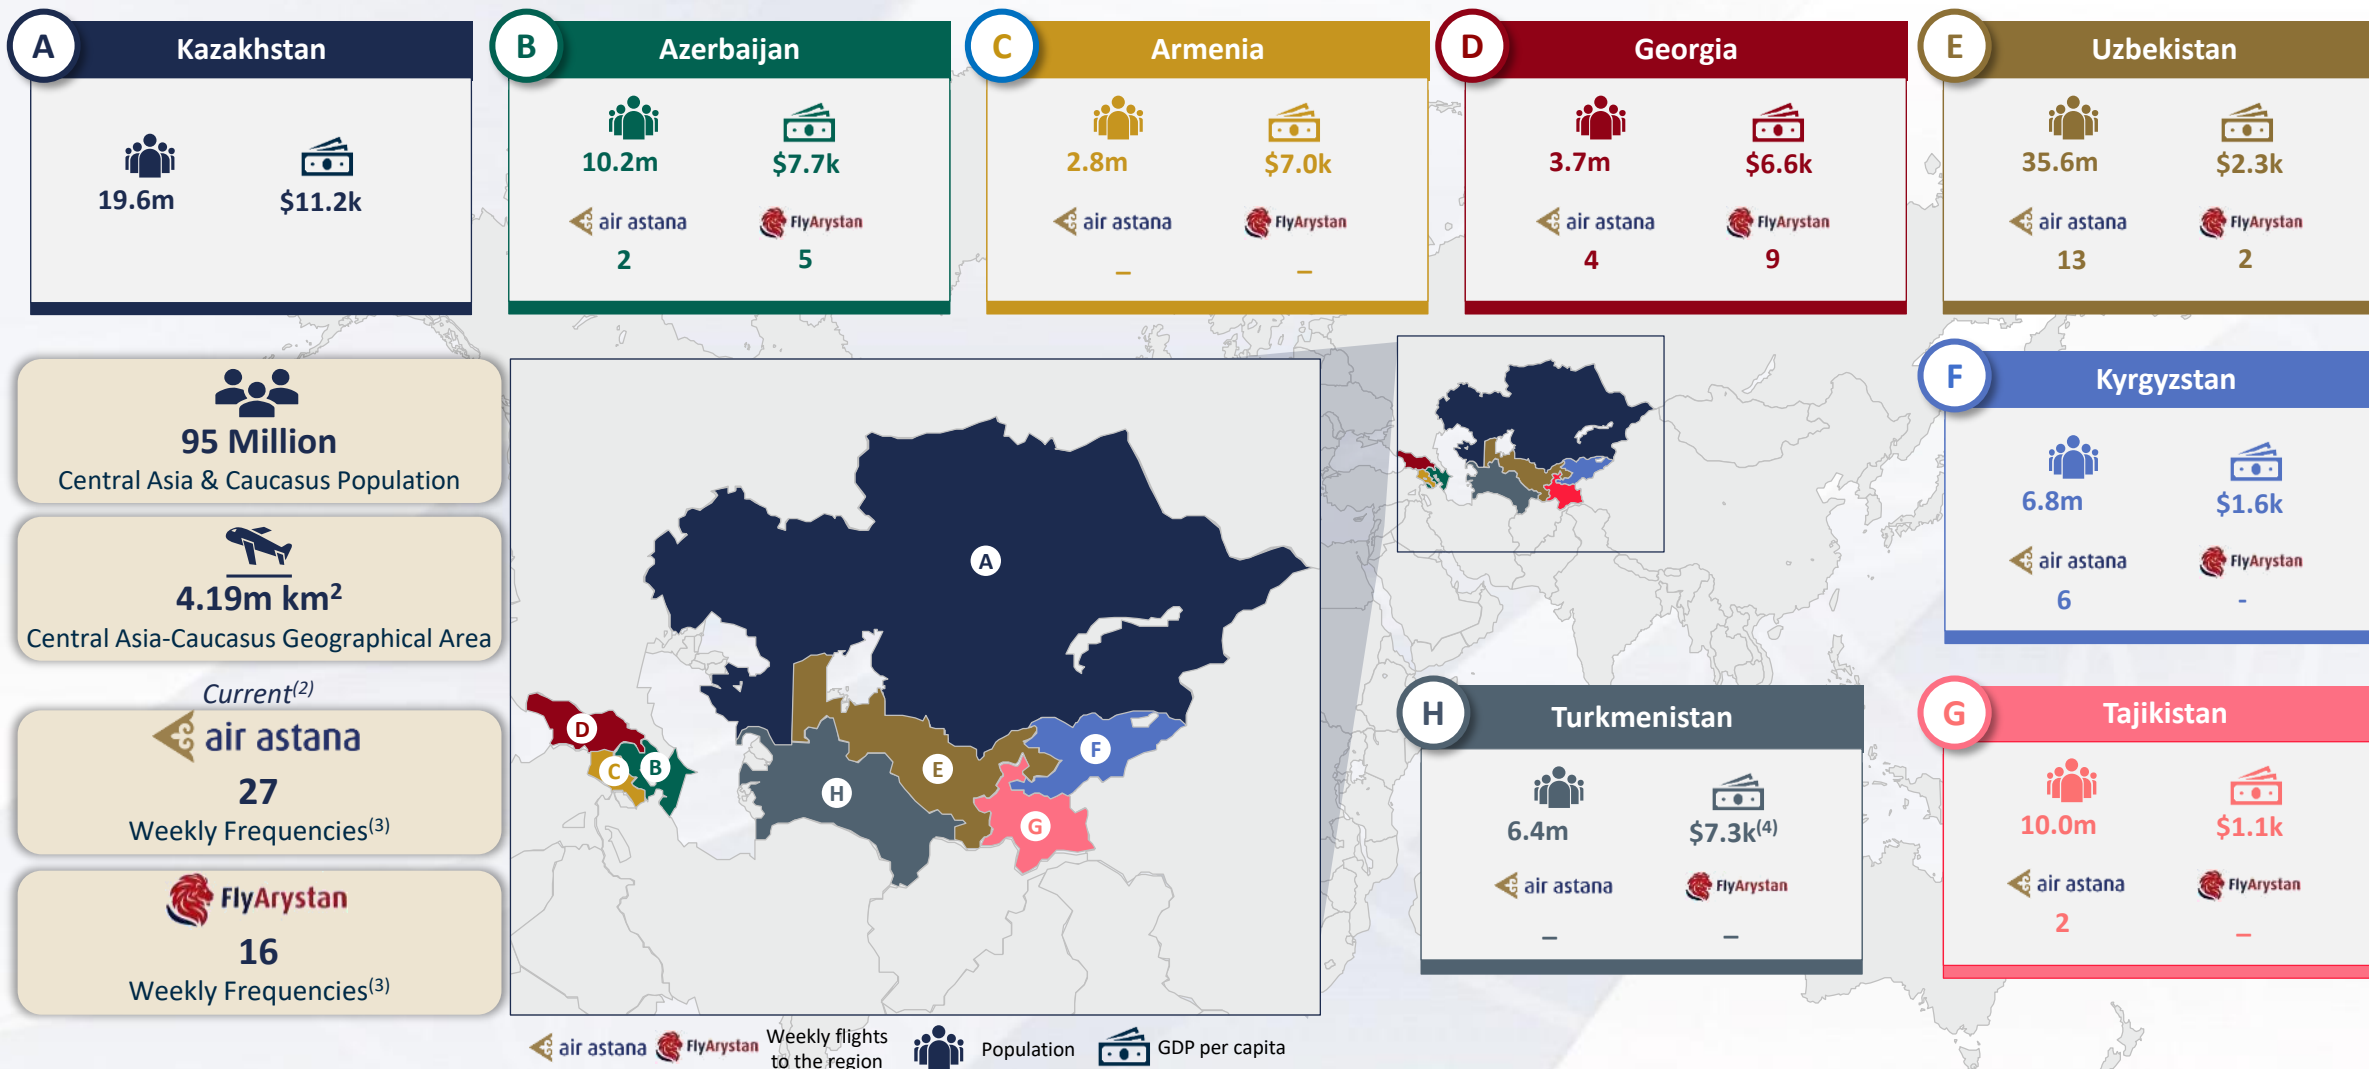 A
Kazakhstan
19.6m
$11.2k
B
Azerbaijan
10.2m
$7.7k
air astana
FlyArystan
2
5
C
Armenia
2.8m
$7.0k
air astana
FlyArystan
–
–
D
Georgia
3.7m
$6.6k
air astana
FlyArystan
4
9
E
Uzbekistan
35.6m
$2.3k
air astana
FlyArystan
13
2
95 Million
Central Asia & Caucasus Population
4.19m km²
Central Asia-Caucasus Geographical Area
Current⁽²⁾
air astana
27
Weekly Frequencies⁽³⁾
FlyArystan
16
Weekly Frequencies⁽³⁾
A
D
C
B
E
F
H
G
F
Kyrgyzstan
6.8m
$1.6k
air astana
FlyArystan
6
-
H
Turkmenistan
6.4m
$7.3k⁽⁴⁾
air astana
FlyArystan
–
–
G
Tajikistan
10.0m
$1.1k
air astana
FlyArystan
2
–
air astana
FlyArystan
Weekly flights
to the region
Population
GDP per capita